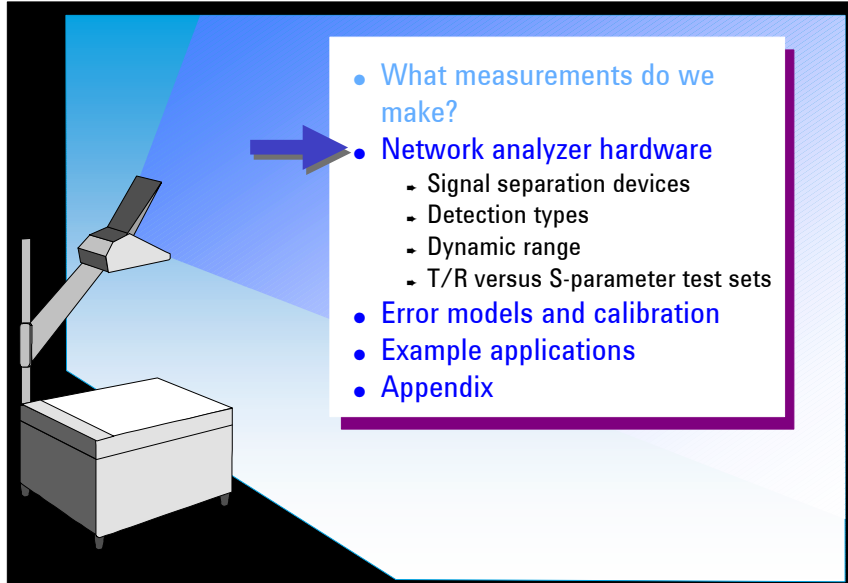 • What measurements do we
make?
• Network analyzer hardware
➨ Signal separation devices
➨ Detection types
➨ Dynamic range
➨ T/R versus S-parameter test sets
• Error models and calibration
• Example applications
• Appendix